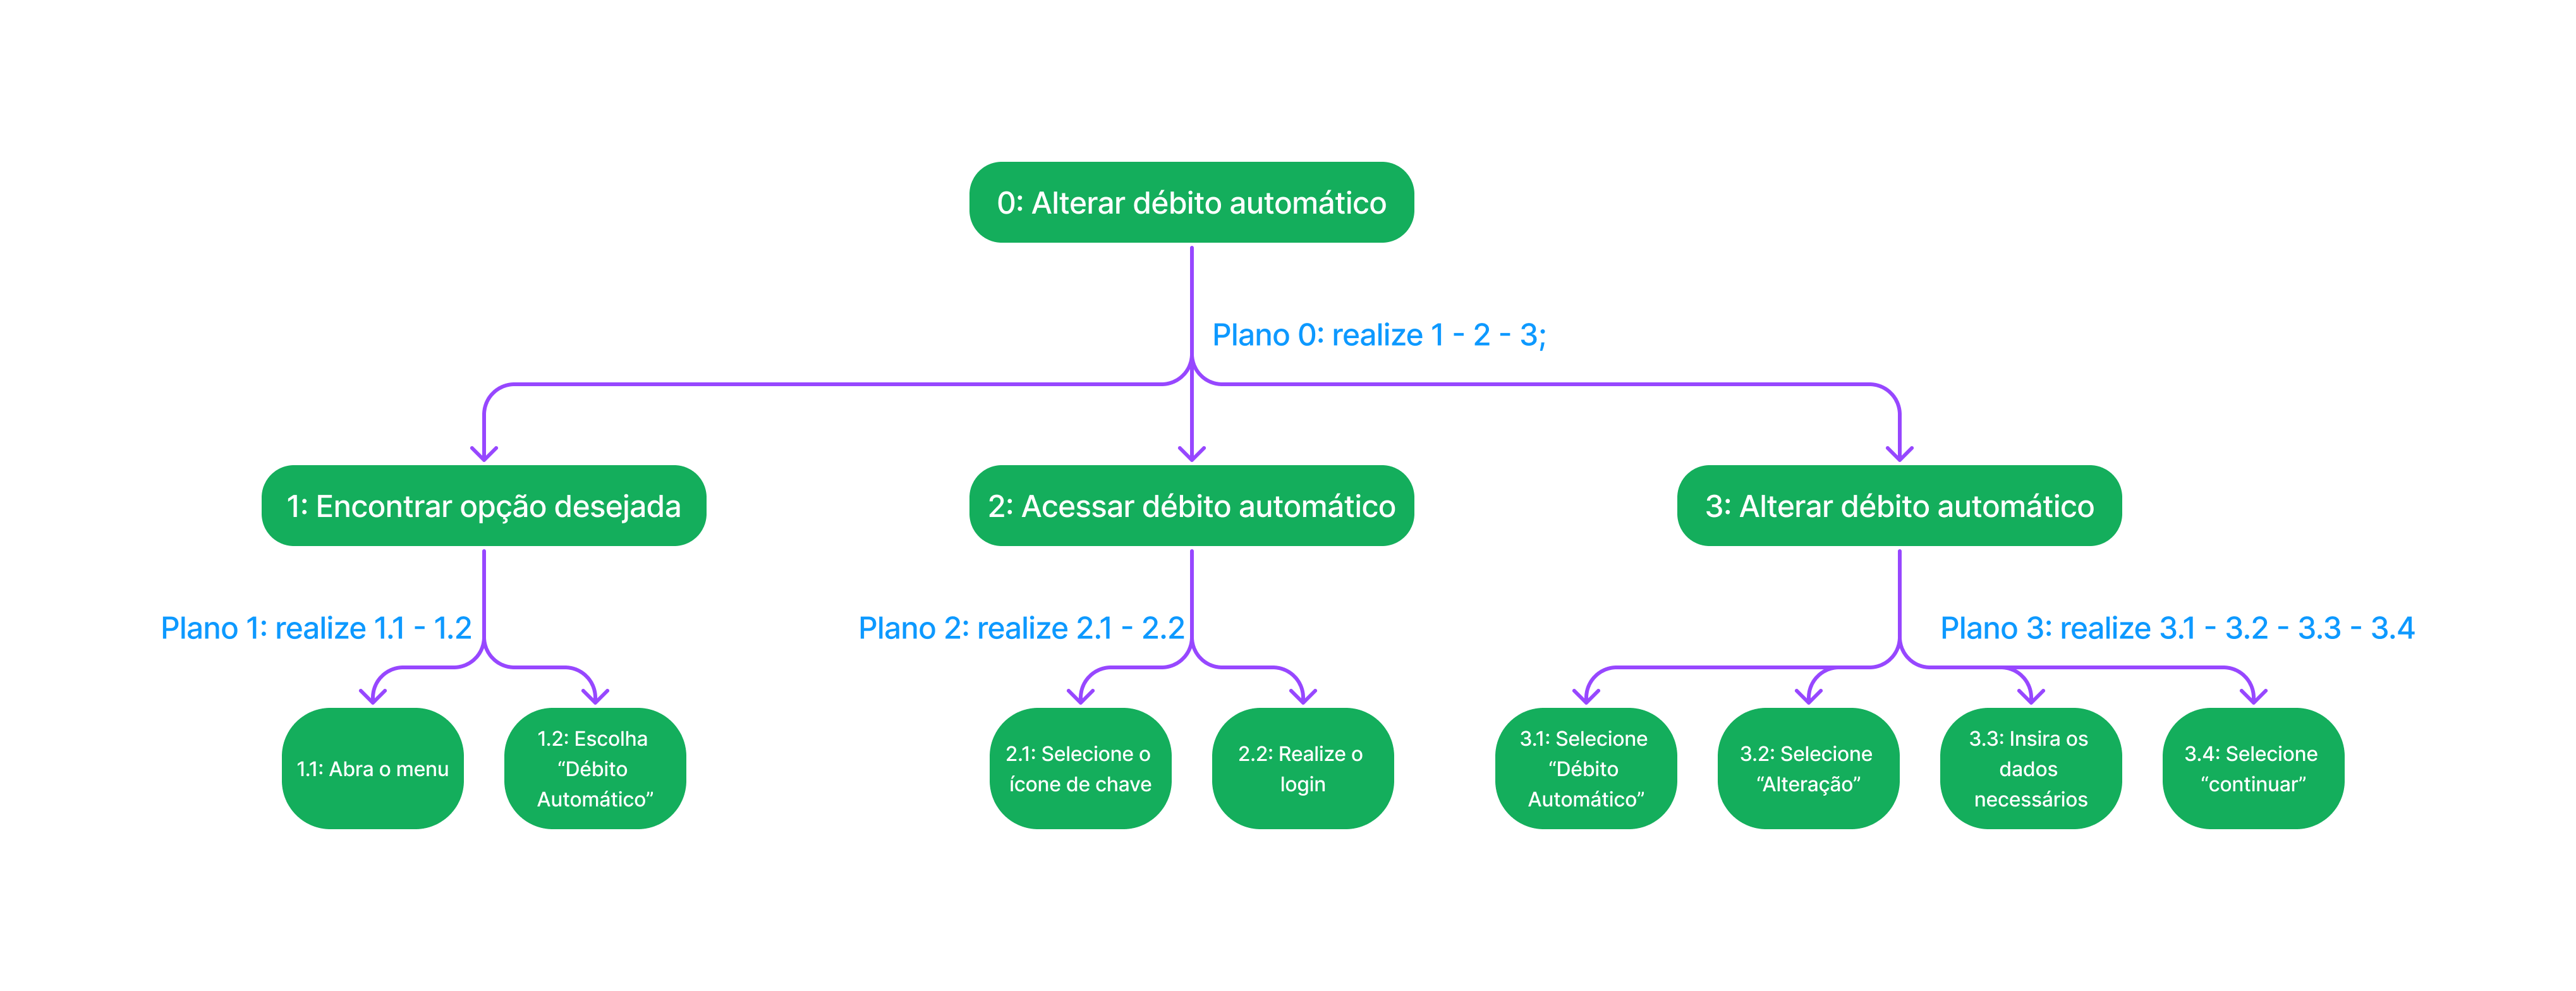 0: Alterar débito automático
Plano 0: realize 1 - 2 - 3;
1: Encontrar opção desejada
2: Acessar débito automático
3: Alterar débito automático
Plano 1: realize 1.1 - 1.2
Plano 2: realize 2.1 - 2.2
Plano 3: realize 3.1 - 3.2 - 3.3 - 3.4
1.1: Abra o menu
1.2: Escolha
“Débito
Automático”
2.1: Selecione o
ícone de chave
2.2: Realize o
login
3.1: Selecione
“Débito
Automático”
3.2: Selecione
“Alteração”
3.3: Insira os
dados
necessários
3.4: Selecione
“continuar”